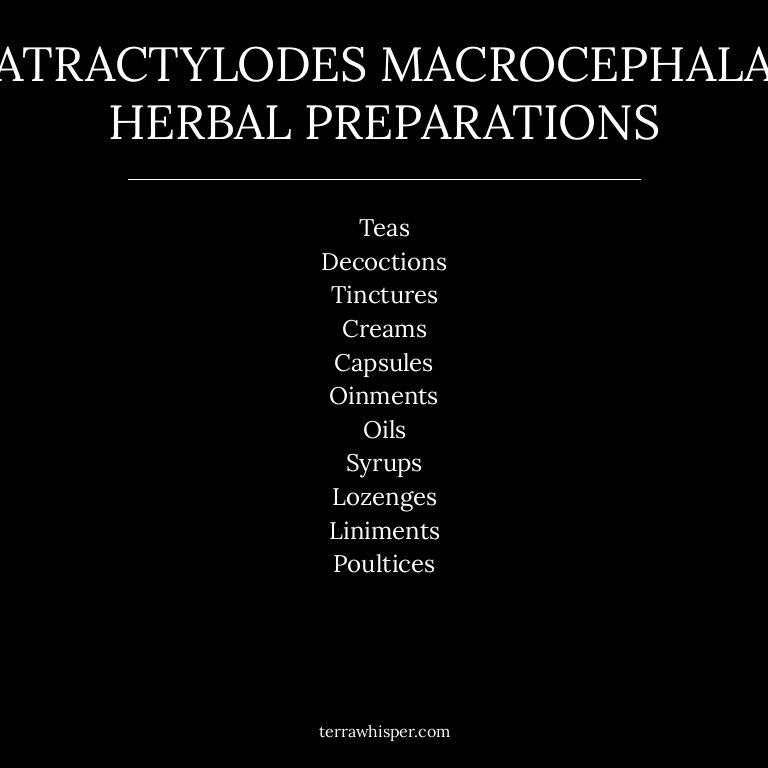 ATRACTYLODES MACROCEPHALA
HERBAL PREPARATIONS
Teas
Decoctions
Tinctures
Creams
Capsules
Oinments
Oils
Syrups
Lozenges
Liniments
Poultices
terrawhisper.com